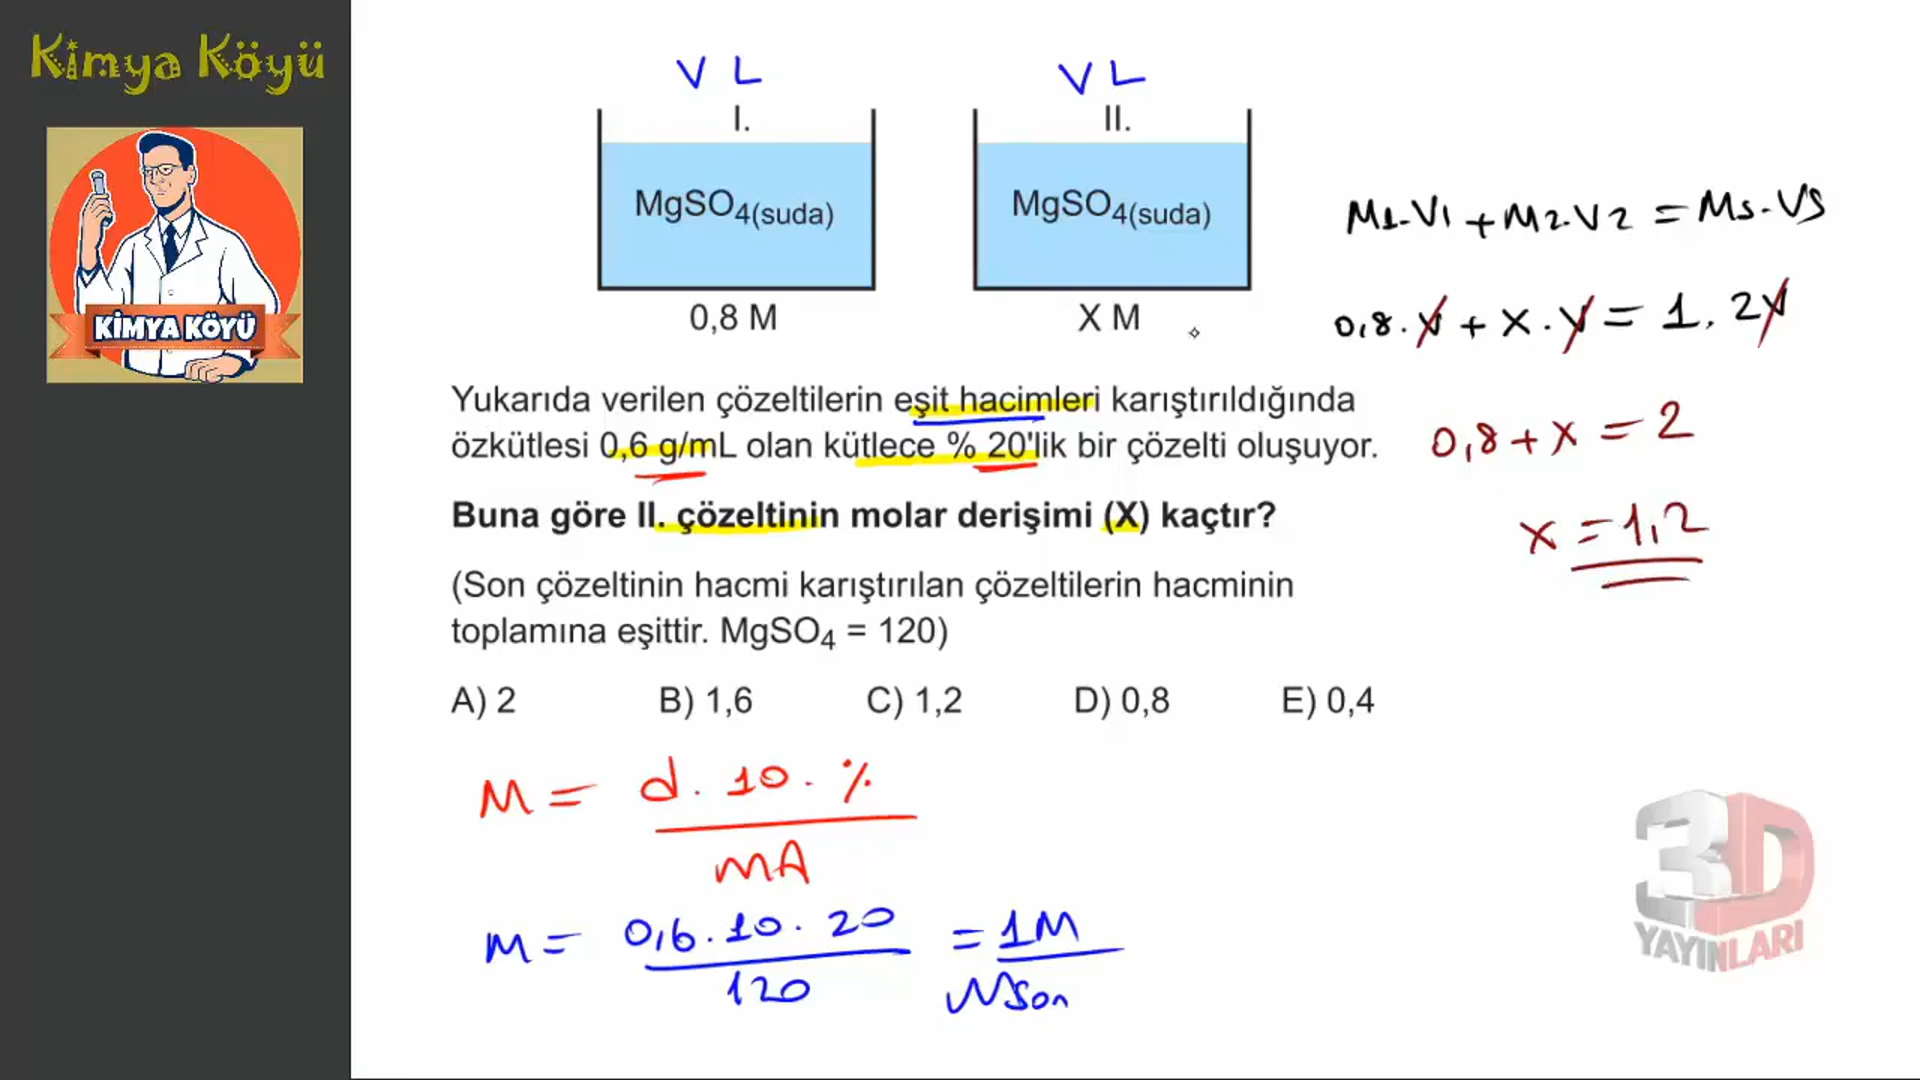 Kimya Köyü
KİMYA KÖYÜ
V L
I.
MgSO4(suda)
0,8 M
V L
II.
MgSO4(suda)
X M
Yukarıda verilen çözeltilerin eşit hacimleri karıştırıldığında
özkütlesi 0,6 g/mL olan kütlece % 20'lik bir çözelti oluşuyor.
Buna göre II. çözeltinin molar derişimi (X) kaçtır?
(Son çözeltinin hacmi karıştırılan çözeltilerin hacminin
toplamına eşittir. MgSO4 = 120)
A) 2 B) 1,6 C) 1,2 D) 0,8 E) 0,4
M = d . 10 . % / mA
M = 0,6 . 10 . 20 / 120 = 1M
Mson
M1.V1 + M2.V2 = Ms.Vs
0,8 . V + X . V = 1 . 2V
0,8 + X = 2
X = 1,2
3D
YAYINLARI